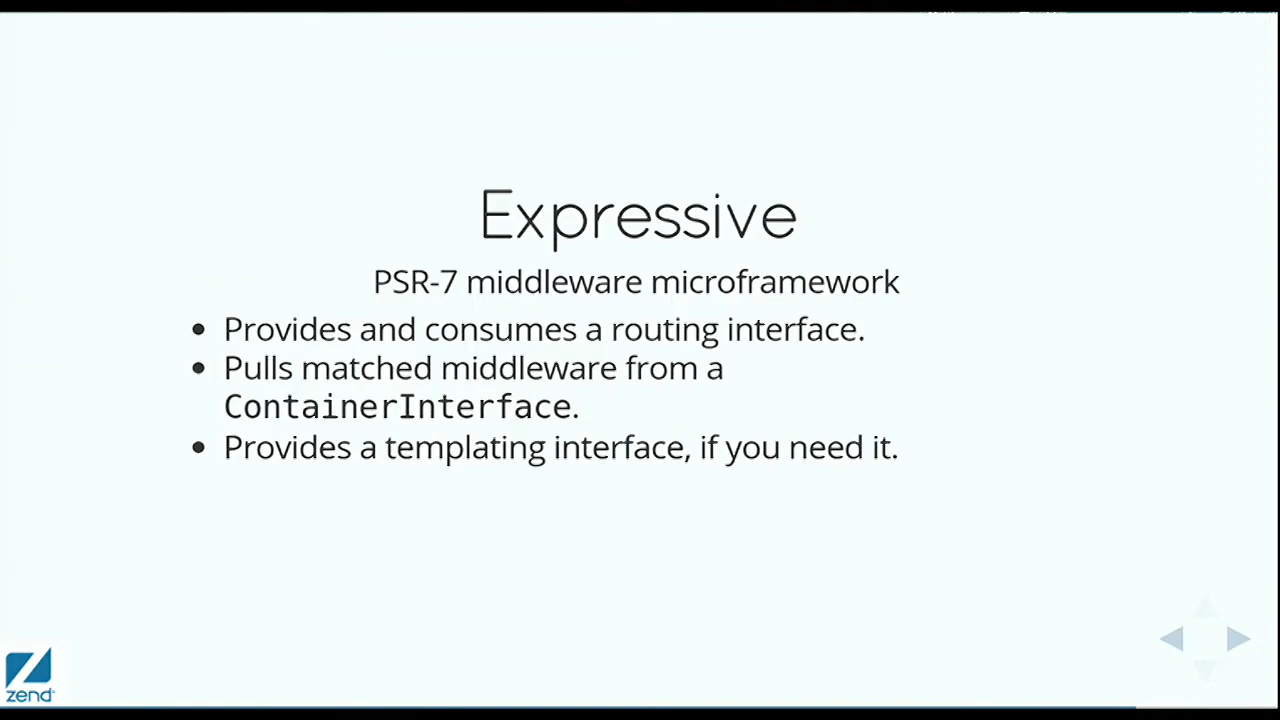 Expressive
PSR-7 middleware microframework
Provides and consumes a routing interface.
Pulls matched middleware from a
ContainerInterface.
Provides a templating interface, if you need it.
zend